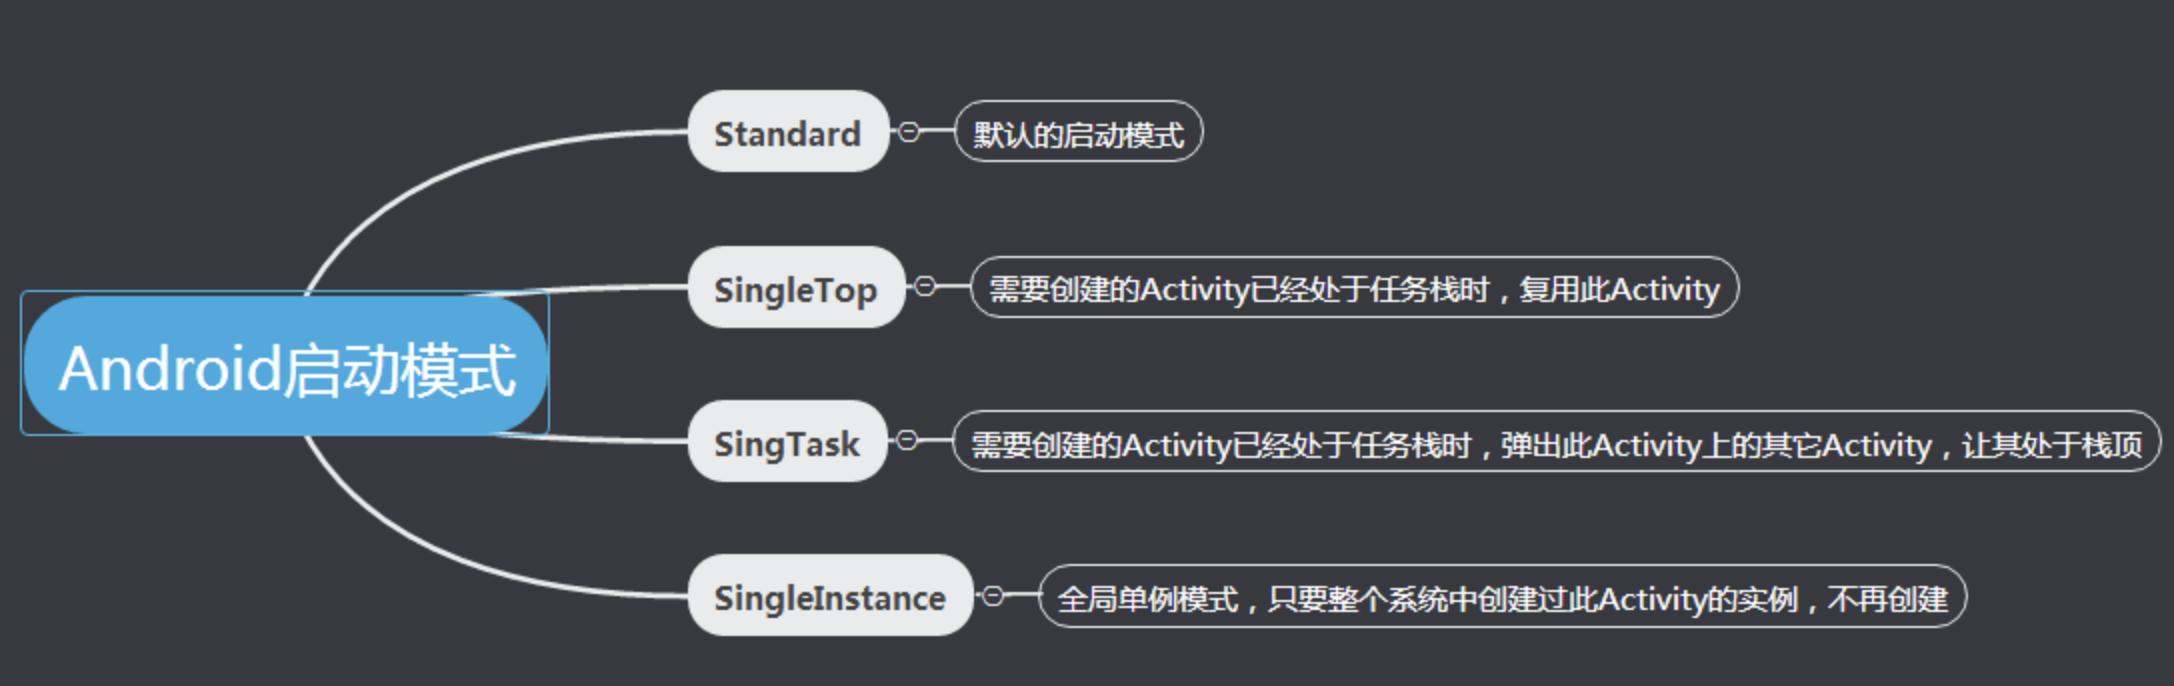 Android启动模式
Standard
默认的启动模式
SingleTop
需要创建的Activity已经处于任务栈时，复用此Activity
SingTask
需要创建的Activity已经处于任务栈时，弹出此Activity上的其它Activity，让其处于栈顶
SingleInstance
全局单例模式，只要整个系统中创建过此Activity的实例，不再创建